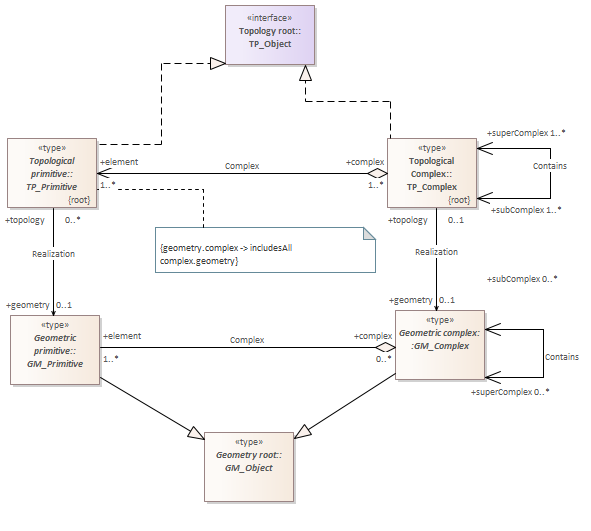 «interface»
Topology root::
TP_Object
«type»
Topological
primitive::
TP_Primitive
{root}
+element
1..*
Complex
+complex
1..*
«type»
Topological
Complex::
TP_Complex
{root}
+superComplex 1..*
Contains
+subComplex 1..*
+topology 0..*
Realization
+geometry 0..1
{geometry.complex -> includesAll
complex.geometry}
+topology 0..1
Realization
+geometry 0..1
+subComplex 0..*
«type»
Geometric
primitive::
GM_Primitive
+element
1..*
Complex
+complex
0..*
«type»
Geometric complex:
:GM_Complex
Contains
+superComplex 0..*
«type»
Geometry root::
GM_Object